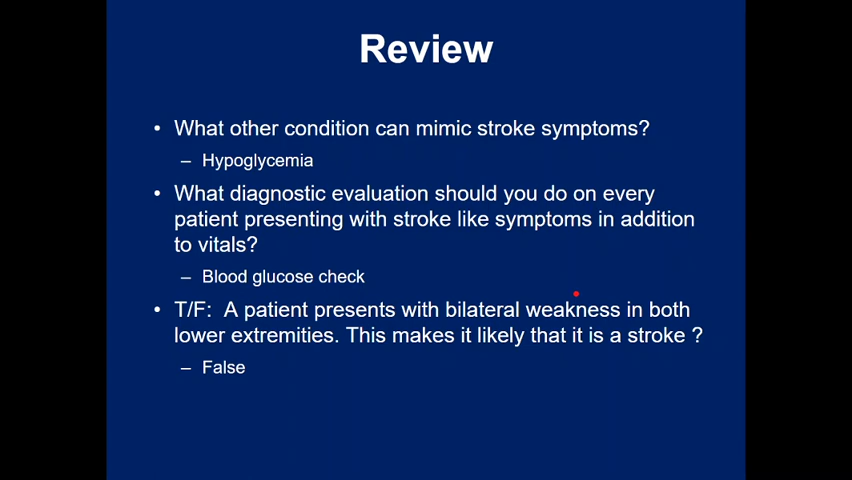 Review
• What other condition can mimic stroke symptoms?
– Hypoglycemia
• What diagnostic evaluation should you do on every
patient presenting with stroke like symptoms in addition
to vitals?
– Blood glucose check
• T/F:  A patient presents with bilateral weakness in both
lower extremities. This makes it likely that it is a stroke ?
– False